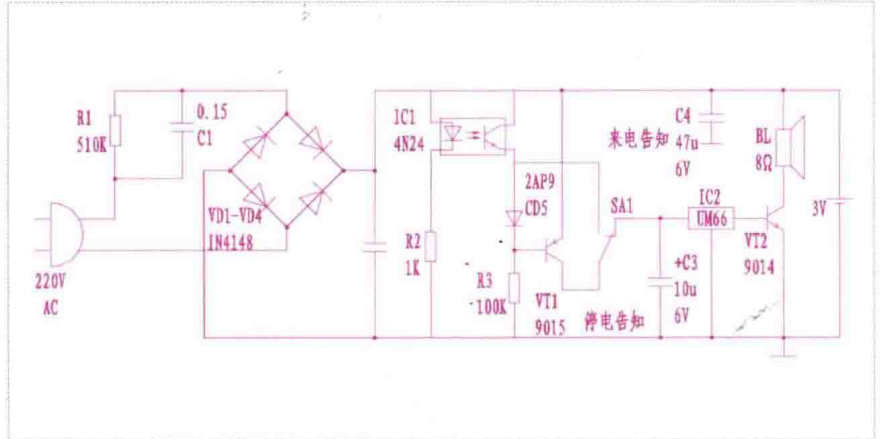 R1
510K
0.15
C1
220V
AC
VD1-VD4
IN4148
IC1
4N24
R2
1K
2AP9
CD5
R3
100K
VT1
9015
SA1
来电告知
停电告知
C4
47u
6V
+C3
10u
6V
IC2
UM66
VT2
9014
BL
8Ω
3V